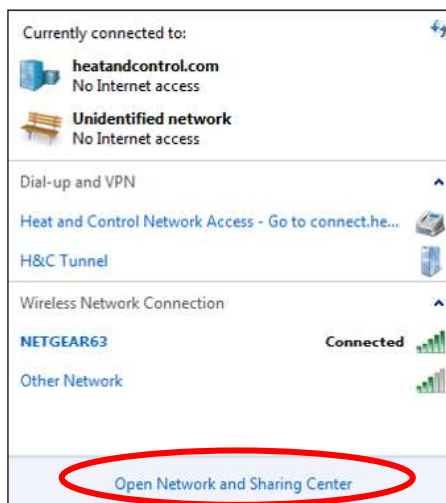 Currently connected to:
heatandcontrol.com
No Internet access
Unidentified network
No Internet access
Dial-up and VPN
Heat and Control Network Access - Go to connect.he...
H&C Tunnel
Wireless Network Connection
NETGEAR63 Connected
Other Network
Open Network and Sharing Center